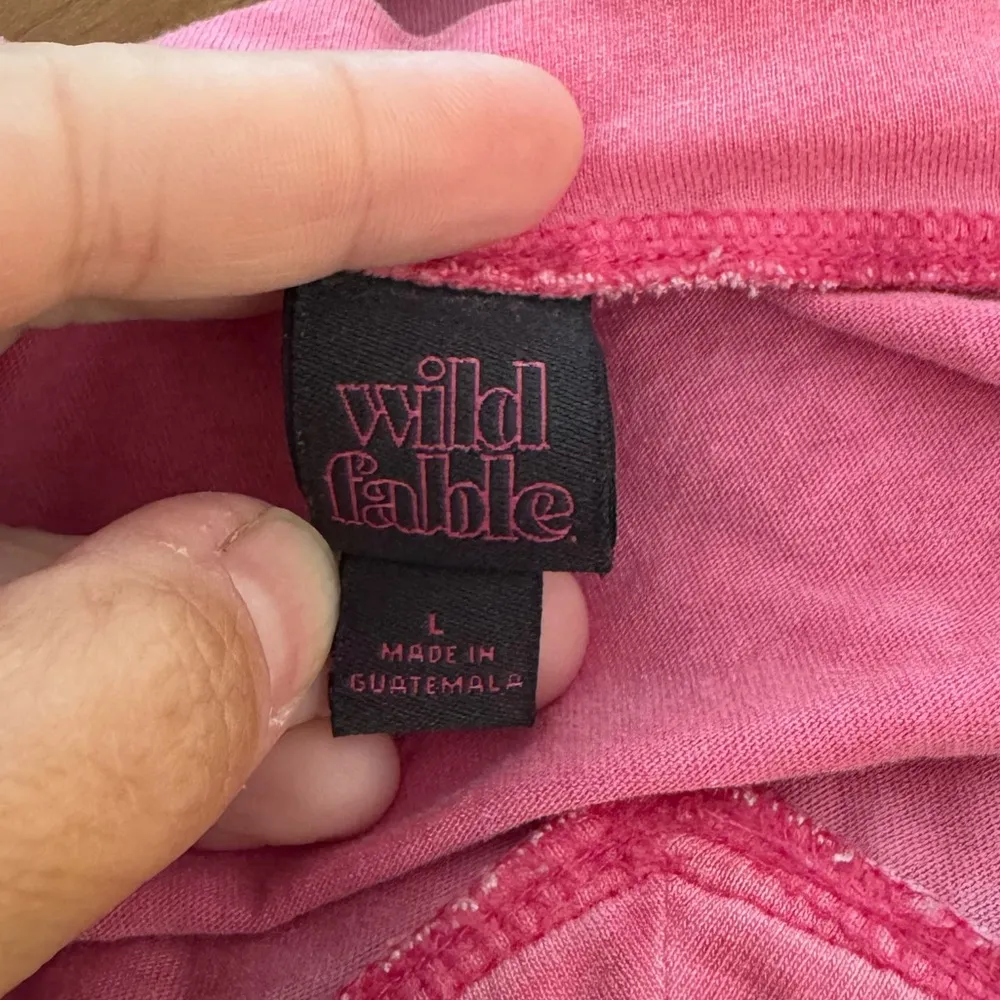 wild
fable.
L
MADE IN
GUATEMALA